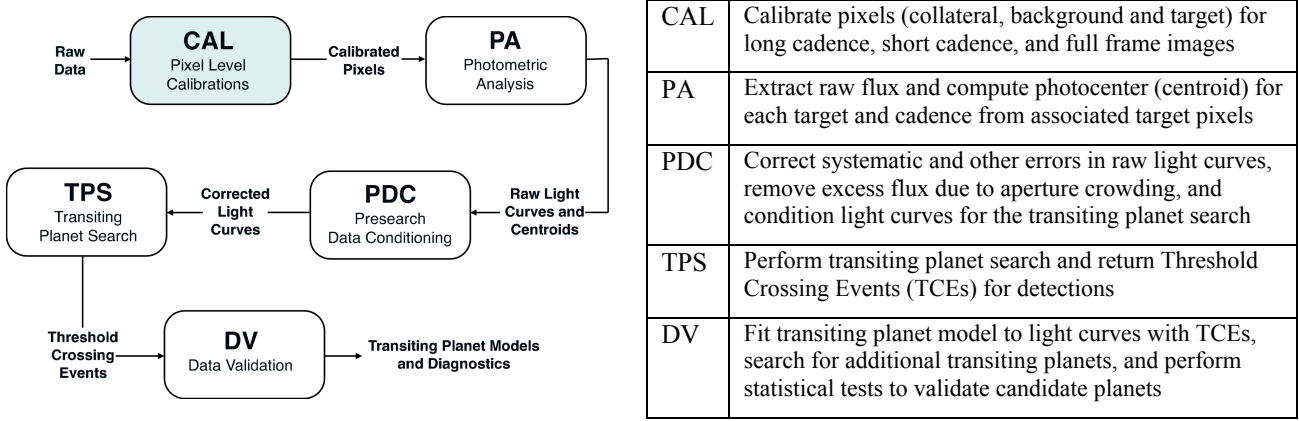 Raw
Data
CAL
Pixel Level
Calibrations
Calibrated
Pixels
PA
Photometric
Analysis
Raw Light
Curves and
Centroids
PDC
Presearch
Data Conditioning
Corrected
Light
Curves
TPS
Transiting
Planet Search
Threshold
Crossing
Events
DV
Data Validation
Transiting Planet Models
and Diagnostics
CAL
Calibrate pixels (collateral, background and target) for
long cadence, short cadence, and full frame images
PA
Extract raw flux and compute photocenter (centroid) for
each target and cadence from associated target pixels
PDC
Correct systematic and other errors in raw light curves,
remove excess flux due to aperture crowding, and
condition light curves for the transiting planet search
TPS
Perform transiting planet search and return Threshold
Crossing Events (TCEs) for detections
DV
Fit transiting planet model to light curves with TCEs,
search for additional transiting planets, and perform
statistical tests to validate candidate planets